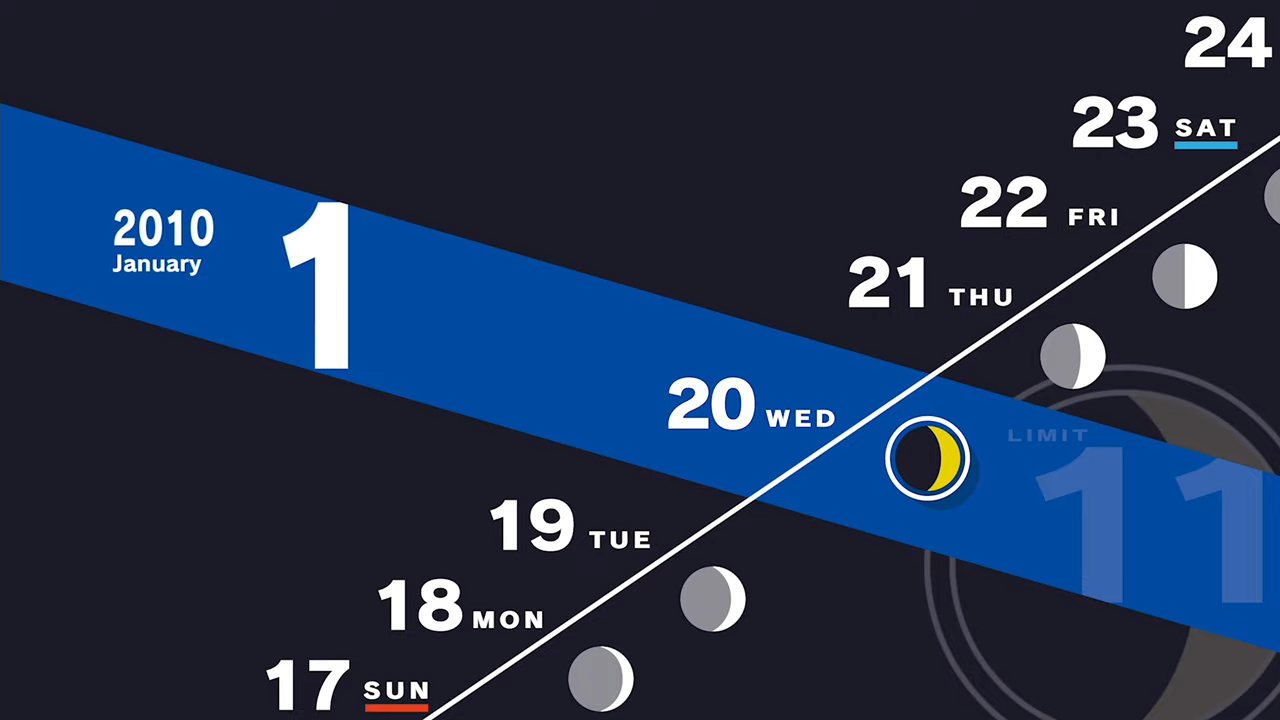 24
23 SAT
22 FRI
21 THU
2010
January
1
20 WED
LIMIT
11
19 TUE
18 MON
17 SUN